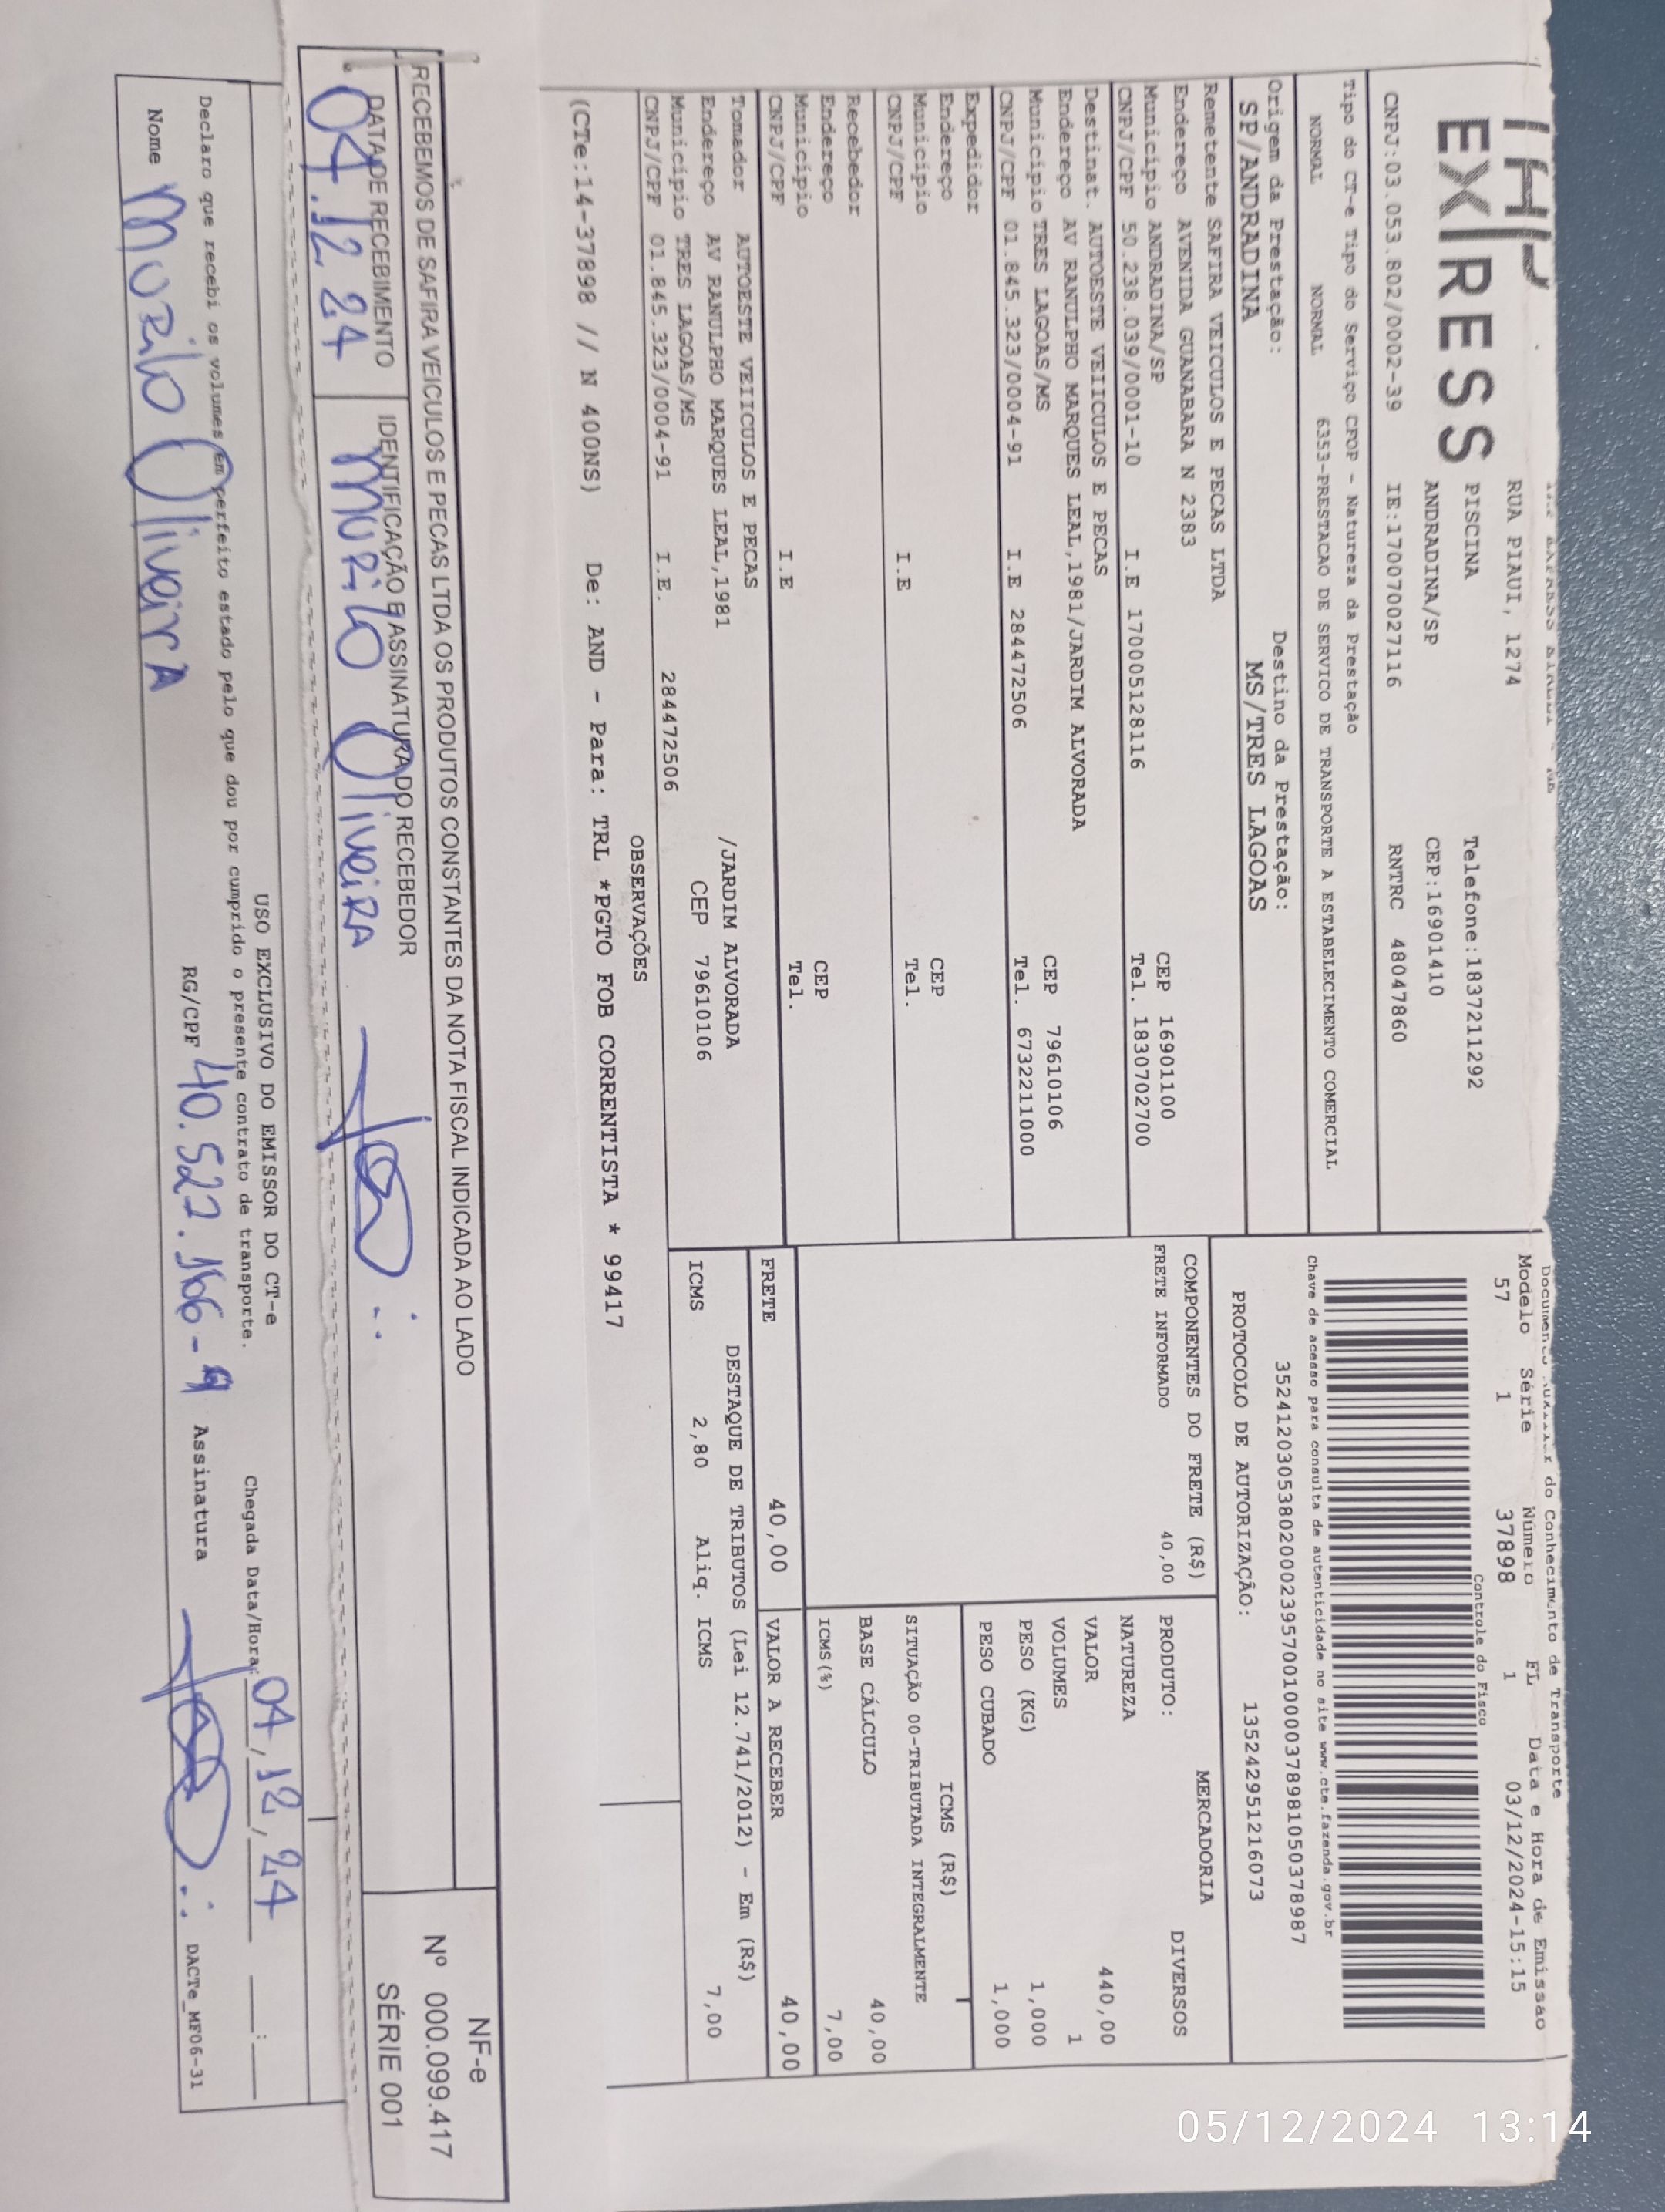 EXPRESS
RUA PIAUI, 1274
PISCINA Telefone:1837211292
ANDRADINA/SP CEP:16901410
CNPJ:03.053.802/0002-39 IE:170070027116 RNTRC 48047860
Tipo do CT-e Tipo do Serviço CFOP - Natureza da Prestação
NORMAL NORMAL 6353-PRESTACAO DE SERVICO DE TRANSPORTE A ESTABELECIMENTO COMERCIAL
Origem da Prestação: Destino da Prestação:
SP/ANDRADINA MS/TRES LAGOAS
Remetente SAFIRA VEICULOS E PECAS LTDA
Endereço AVENIDA GUANABARA N 2383
Município ANDRADINA/SP CEP 16901100
CNPJ/CPF 50.238.039/0001-10 I.E 170005128116 Tel. 1830702700
Destinat. AUTOESTE VEIICULOS E PECAS
Endereço AV RANULPHO MARQUES LEAL,1981/JARDIM ALVORADA
Município TRES LAGOAS/MS CEP 79610106
CNPJ/CPF 01.845.323/0004-91 I.E 284472506 Tel. 6732211000
Expedidor
Endereço
Município CEP
CNPJ/CPF I.E Tel.
Recebedor
Endereço
Município CEP
CNPJ/CPF I.E Tel.
Tomador AUTOESTE VEIICULOS E PECAS
Endereço AV RANULPHO MARQUES LEAL,1981 /JARDIM ALVORADA
Município TRES LAGOAS/MS CEP 79610106
CNPJ/CPF 01.845.323/0004-91 I.E. 284472506
do Conhecimento de Transporte
Modelo Série Número FL Data e Hora de Emissão
57 1 37898 1 03/12/2024-15:15
Controle do Fisco
Chave de acesso para consulta de autenticidade no site www.cte.fazenda.gov.br
35241203053802000239570010000378981050378987
PROTOCOLO DE AUTORIZAÇÃO: 135242951216073
COMPONENTES DO FRETE (R$)
FRETE INFORMADO 40,00
MERCADORIA
PRODUTO: DIVERSOS
NATUREZA
VALOR 440,00
VOLUMES 1
PESO (KG) 1,000
PESO CUBADO 1,000
ICMS (R$)
SITUAÇÃO 00-TRIBUTADA INTEGRALMENTE
BASE CÁLCULO 40,00
ICMS(%) 7,00
FRETE 40,00 VALOR A RECEBER 40,00
DESTAQUE DE TRIBUTOS (Lei 12.741/2012) - Em (R$)
ICMS 2,80 Aliq. ICMS 7,00
OBSERVAÇÕES
(CTe:14-37898 // N 400NS) De: AND - Para: TRL *PGTO FOB CORRENTISTA * 99417
RECEBEMOS DE SAFIRA VEICULOS E PECAS LTDA OS PRODUTOS CONSTANTES DA NOTA FISCAL INDICADA AO LADO
DATA DE RECEBIMENTO IDENTIFICAÇÃO E ASSINATURA DO RECEBEDOR
04.12.24 Murilo Oliveira
NF-e
Nº 000.099.417
SÉRIE 001
USO EXCLUSIVO DO EMISSOR DO CT-e
Declaro que recebi os volumes em perfeito estado pelo que dou por cumprido o presente contrato de transporte.
Chegada Data/Hora: 04/12/24 __:__
Nome Murilo Oliveira RG/CPF 40.527.166-9 Assinatura
DACTe_MF06-31
05/12/2024 13:14